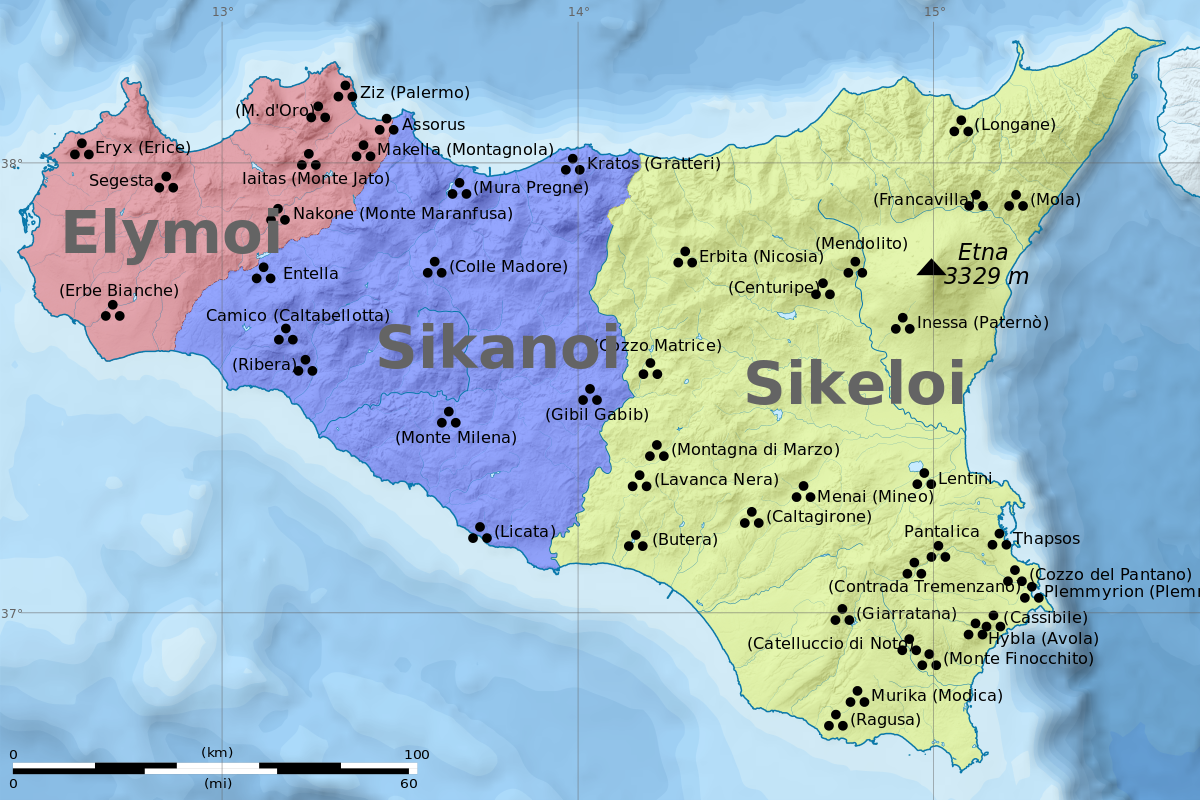 13°
14°
15°
Ziz (Palermo)
(M. d'Oro)
Assorus
(Longane)
Eryx (Erice)
Makella (Montagnola)
38°
Kratos (Gratteri)
Segesta
Iaitas (Monte Jato)
(Mura Pregne)
(Francavilla)
(Mola)
Nakone (Monte Maranfusa)
Elymoi
(Mendolito)
Etna
3329 m
Erbita (Nicosia)
Entella
(Colle Madore)
(Centuripe)
(Erbe Bianche)
Camico (Caltabellotta)
Inessa (Paternò)
Sikanoi
(Cozzo Matrice)
(Ribera)
Sikeloi
(Gibil Gabib)
(Monte Milena)
(Montagna di Marzo)
(Lavanca Nera)
Lentini
Menai (Mineo)
(Caltagirone)
(Licata)
(Butera)
Pantalica
Thapsos
(Cozzo del Pantano)
(Contrada Tremenzano)
Plemmyrion (Plemm
37°
(Giarratana)
(Cassibile)
Hybla (Avola)
(Catelluccio di Noto)
(Monte Finocchito)
Murika (Modica)
(Ragusa)
0 (km) 100
0 (mi) 60